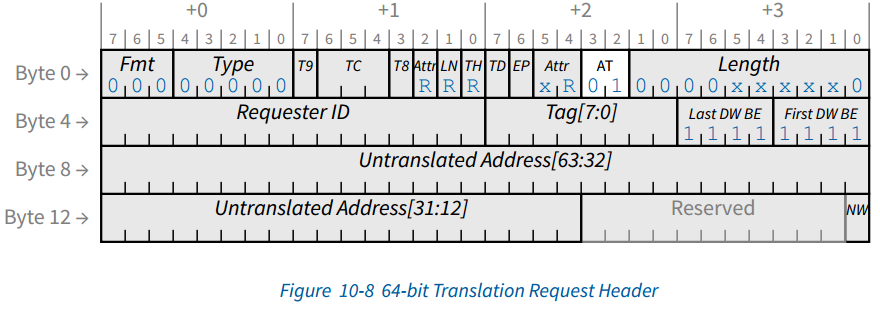 +0 +1 +2 +3
7 6 5 4 3 2 1 0 7 6 5 4 3 2 1 0 7 6 5 4 3 2 1 0 7 6 5 4 3 2 1 0
Byte 0 → Fmt Type T9 TC T8 Attr LN TH TD EP Attr AT Length
0 0 0 0 0 0 0 0 R R R x R 0 1 0 0 0 0 x x x x x 0
Byte 4 → Requester ID Tag[7:0] Last DW BE First DW BE
1 1 1 1 1 1 1 1
Byte 8 → Untranslated Address[63:32]
Byte 12 → Untranslated Address[31:12] Reserved NW
Figure 10-8 64-bit Translation Request Header